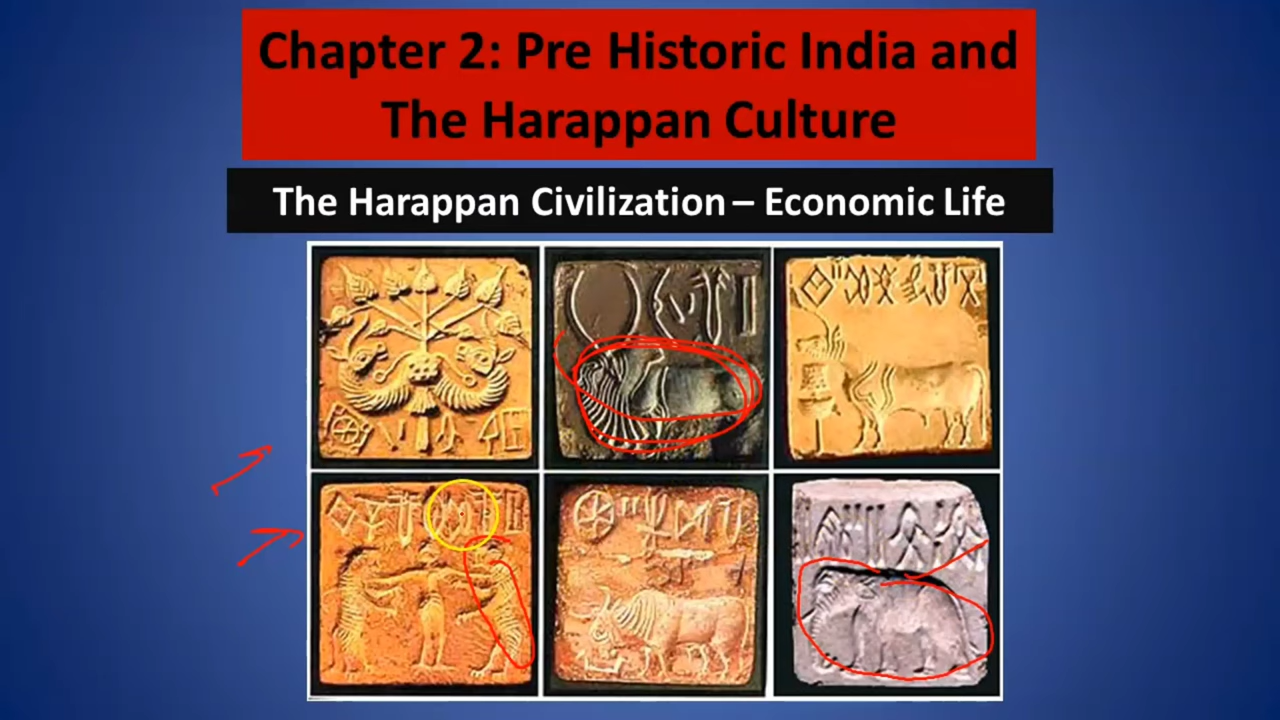 Chapter 2: Pre Historic India and
The Harappan Culture
The Harappan Civilization – Economic Life